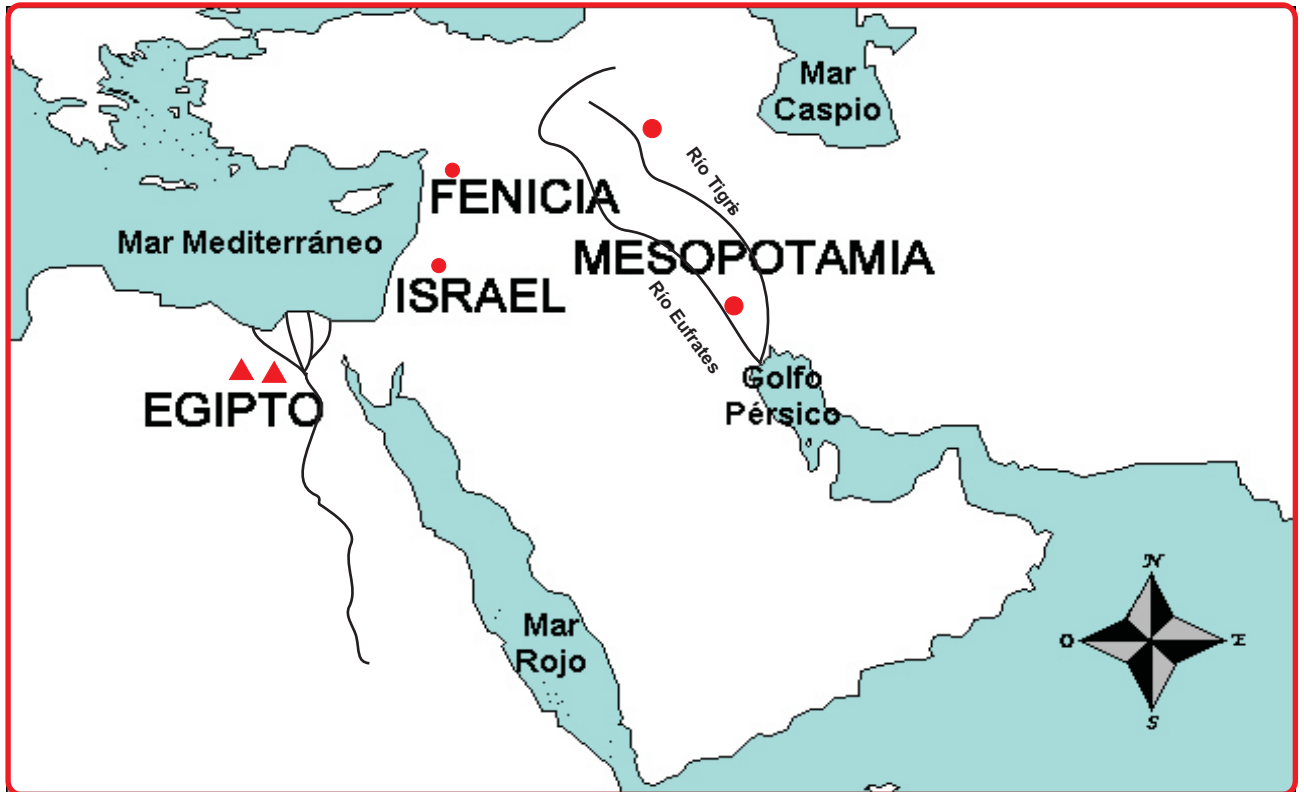 Mar
Caspio
Río Tigris
FENICIA
Mar Mediterráneo
MESOPOTAMIA
ISRAEL
Río Eufrates
Golfo
Pérsico
EGIPTO
N
O
E
S
Mar
Rojo